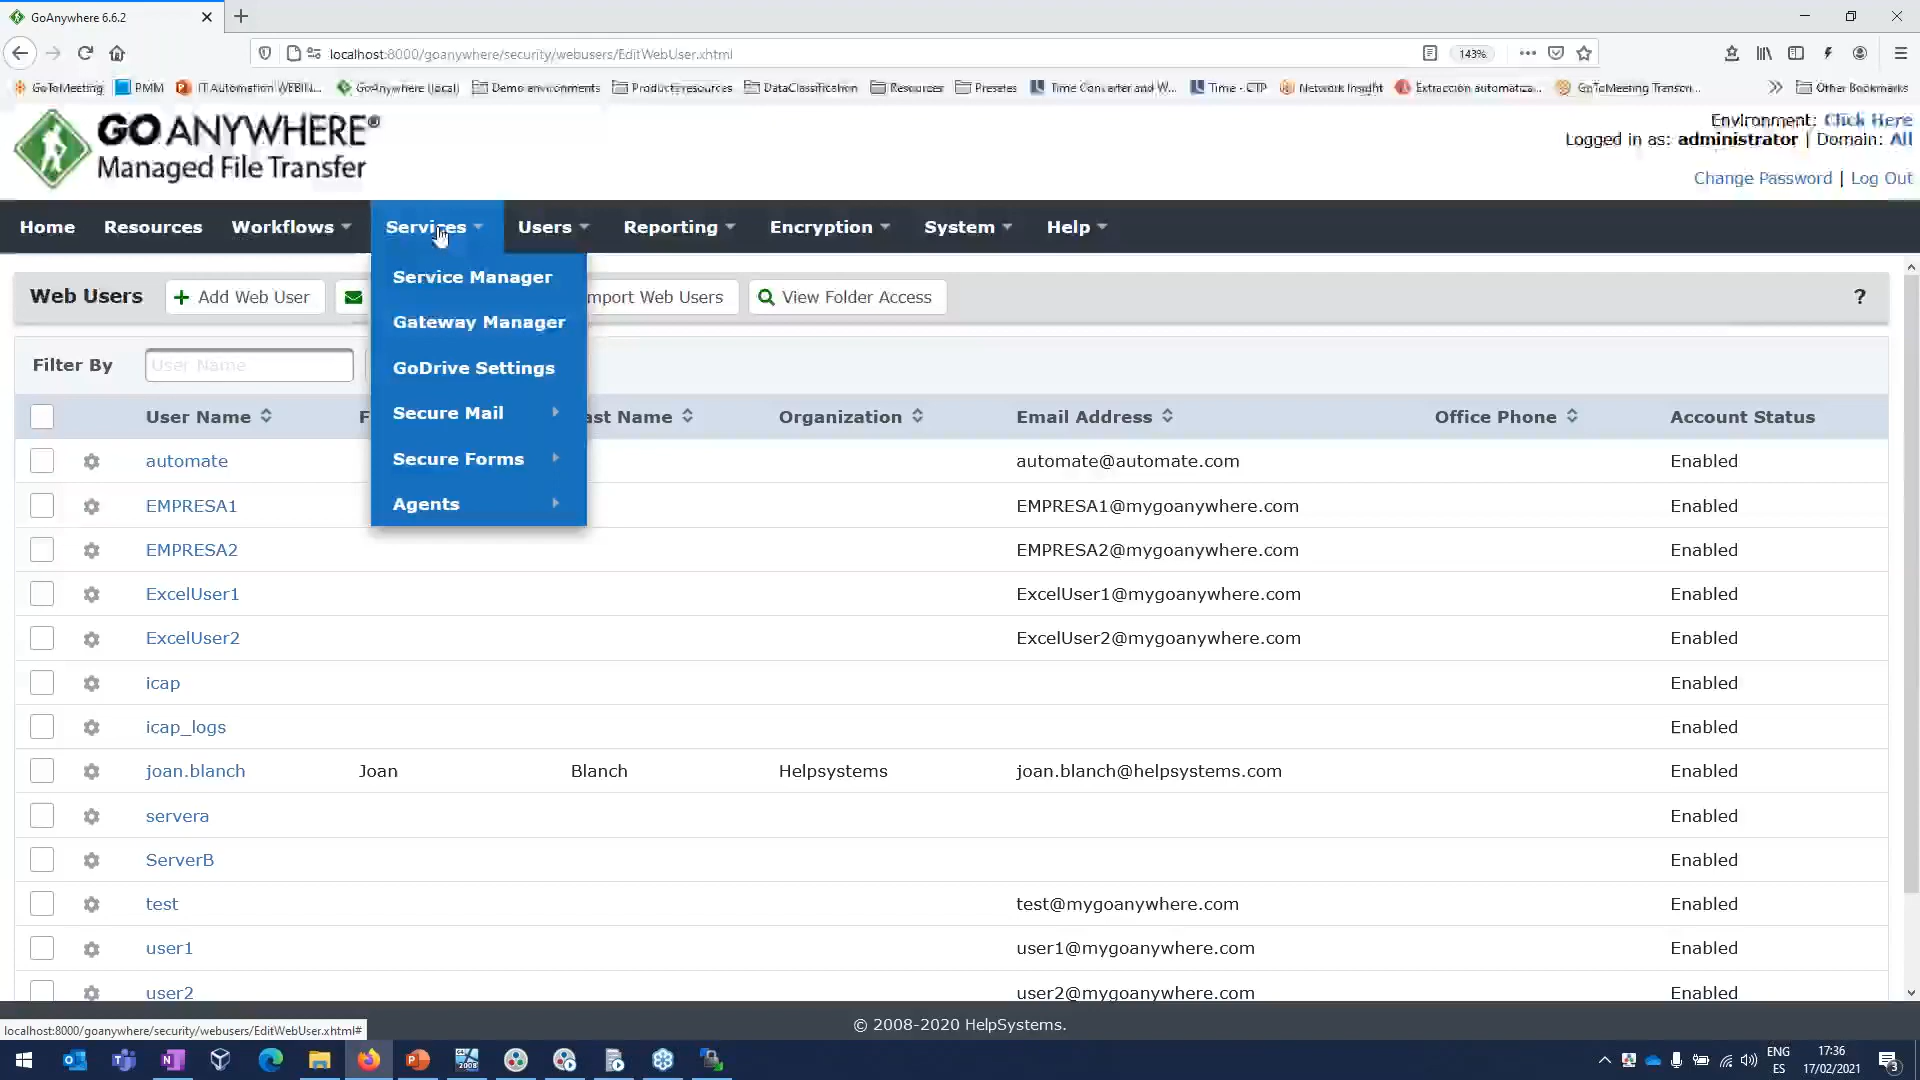 GoAnywhere 6.6.2
localhost:8000/goanywhere/security/webusers/EditWebUser.xhtml
143%
GoToMeeting PMM IT Automation WEBIN... GoAnywhere (local) Demo environments Product resources DataClassification Resources Presales Time Converter and W... Time - CTP Network Insight Extracción automatiza... GoToMeeting Transcri... Other Bookmarks
GO ANYWHERE®
Managed File Transfer
Environment: Click Here
Logged in as: administrator | Domain: All
Change Password | Log Out
Home Resources Workflows Services Users Reporting Encryption System Help
Service Manager
Gateway Manager
GoDrive Settings
Secure Mail
Secure Forms
Agents
Web Users Add Web User mport Web Users View Folder Access ?
Filter By User Name
User Name F ast Name Organization Email Address Office Phone Account Status
automate automate@automate.com Enabled
EMPRESA1 EMPRESA1@mygoanywhere.com Enabled
EMPRESA2 EMPRESA2@mygoanywhere.com Enabled
ExcelUser1 ExcelUser1@mygoanywhere.com Enabled
ExcelUser2 ExcelUser2@mygoanywhere.com Enabled
icap Enabled
icap_logs Enabled
joan.blanch Joan Blanch Helpsystems joan.blanch@helpsystems.com Enabled
servera Enabled
ServerB Enabled
test test@mygoanywhere.com Enabled
user1 user1@mygoanywhere.com Enabled
user2 user2@mygoanywhere.com Enabled
© 2008-2020 HelpSystems.
localhost:8000/goanywhere/security/webusers/EditWebUser.xhtml#
ENG
ES
17:36
17/02/2021
3